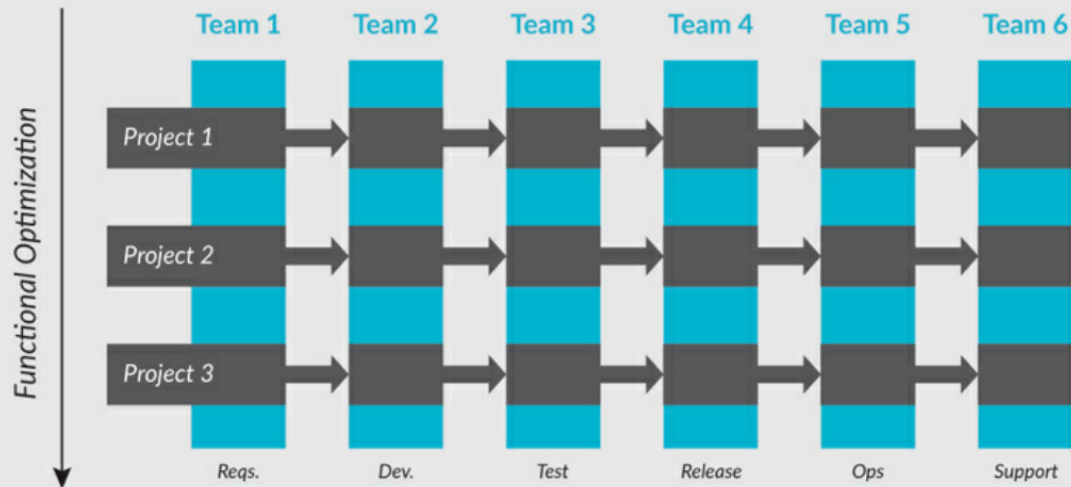 Team 1 Team 2 Team 3 Team 4 Team 5 Team 6
Functional Optimization
Project 1
Project 2
Project 3
Reqs. Dev. Test Release Ops Support